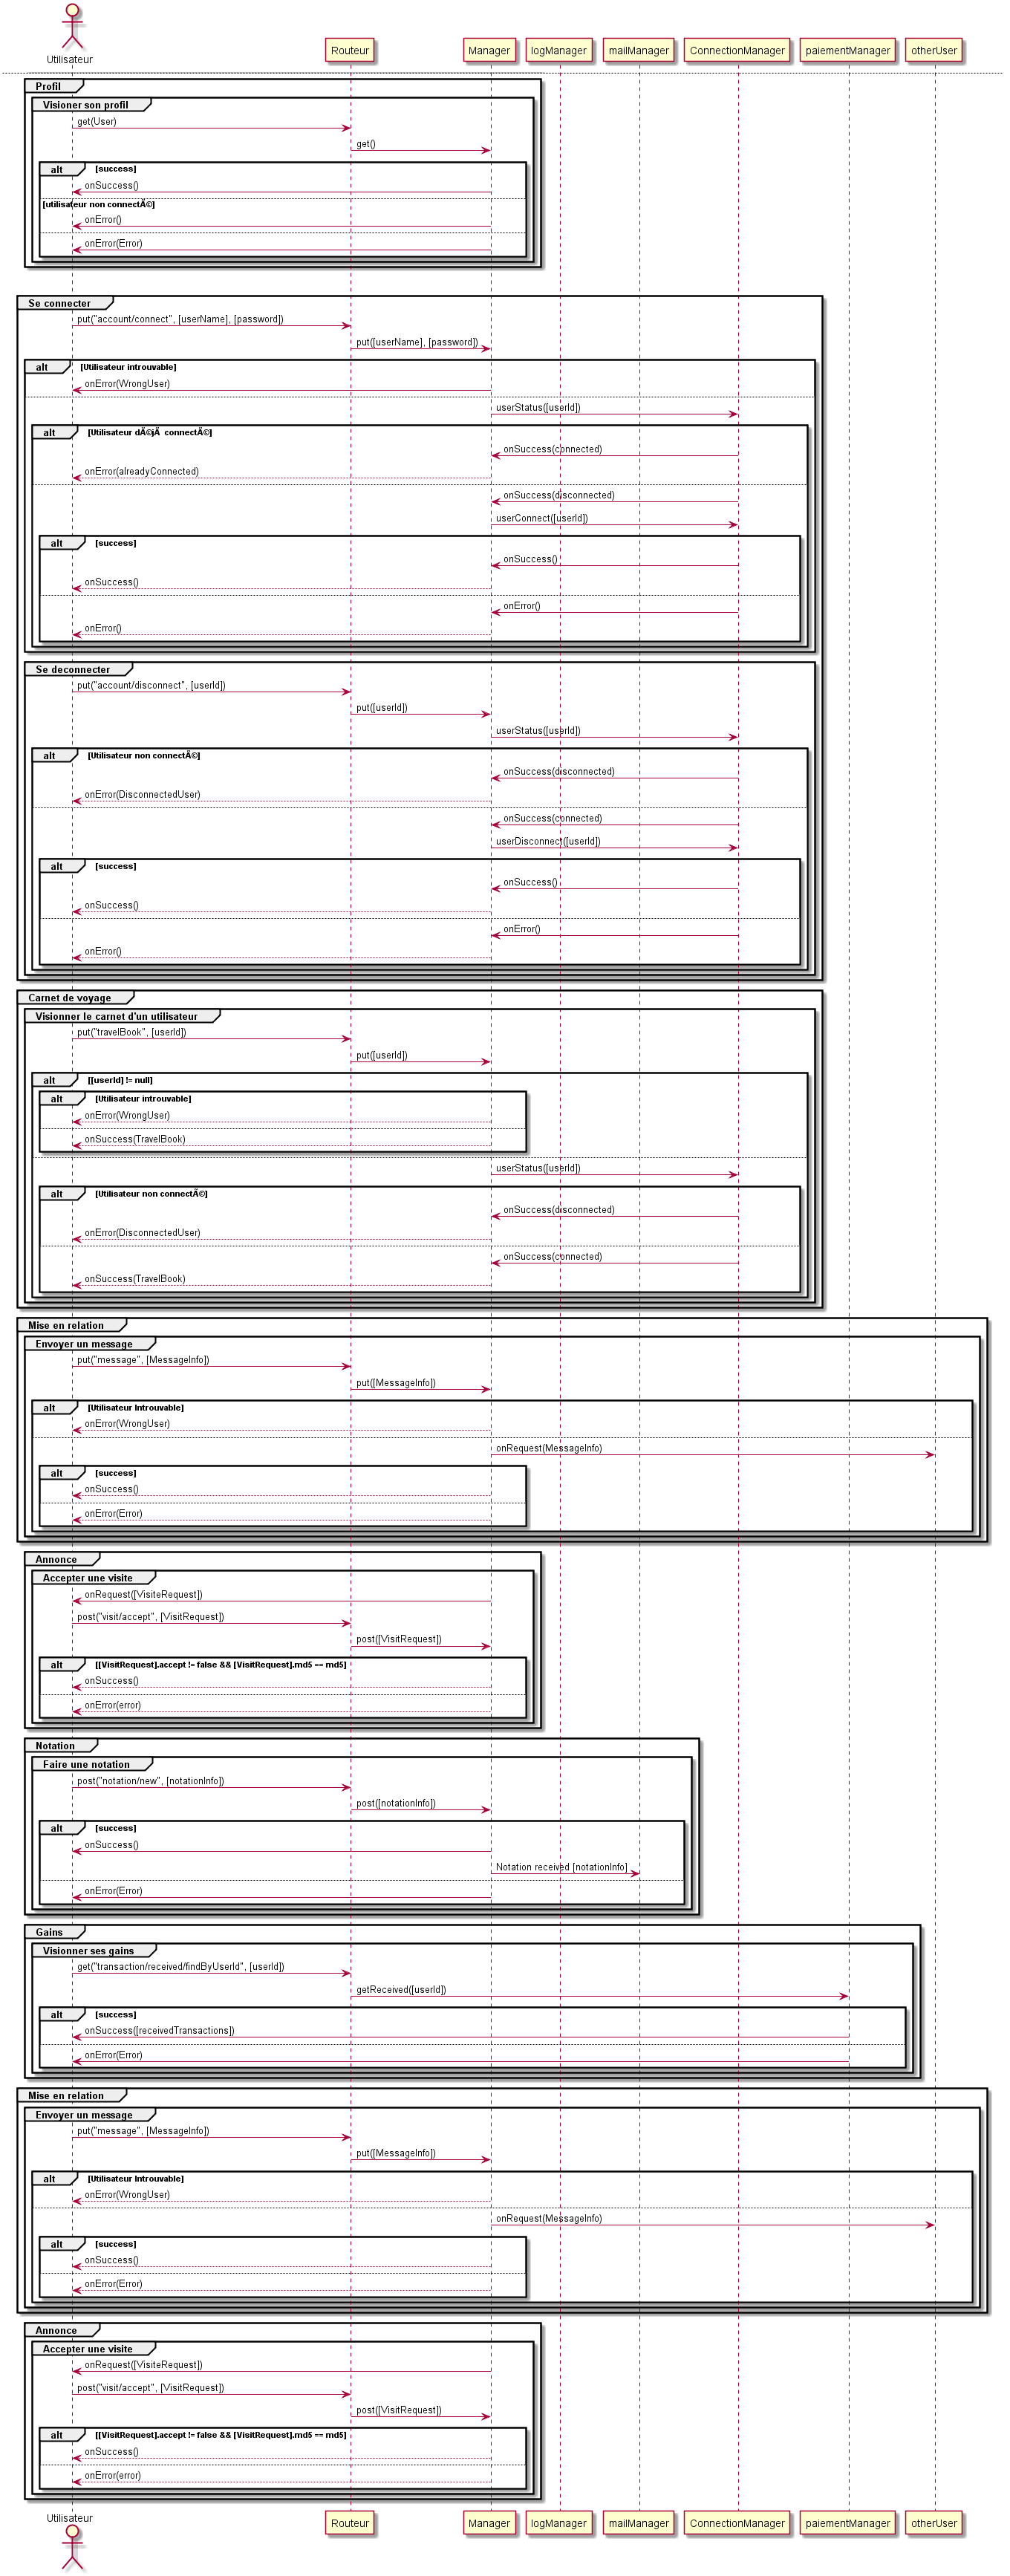 Utilisateur
Routeur
Manager
logManager
mailManager
ConnectionManager
paiementManager
otherUser
Profil
Visioner son profil
get(User)
get()
alt [success]
onSuccess()
[utilisateur non connectÃ©]
onError()
onError(Error)
Se connecter
put("account/connect", [userName], [password])
put([userName], [password])
alt [Utilisateur introuvable]
onError(WrongUser)
userStatus([userId])
alt [Utilisateur dÃ©jÃ  connectÃ©]
onSuccess(connected)
onError(alreadyConnected)
onSuccess(disconnected)
userConnect([userId])
alt [success]
onSuccess()
onSuccess()
onError()
onError()
Se deconnecter
put("account/disconnect", [userId])
put([userId])
userStatus([userId])
alt [Utilisateur non connectÃ©]
onSuccess(disconnected)
onError(DisconnectedUser)
onSuccess(connected)
userDisconnect([userId])
alt [success]
onSuccess()
onSuccess()
onError()
onError()
Carnet de voyage
Visionner le carnet d'un utilisateur
put("travelBook", [userId])
put([userId])
alt [[userId] != null]
alt [Utilisateur introuvable]
onError(WrongUser)
onSuccess(TravelBook)
userStatus([userId])
alt [Utilisateur non connectÃ©]
onSuccess(disconnected)
onError(DisconnectedUser)
onSuccess(connected)
onSuccess(TravelBook)
Mise en relation
Envoyer un message
put("message", [MessageInfo])
put([MessageInfo])
alt [Utilisateur Introuvable]
onError(WrongUser)
onRequest(MessageInfo)
alt [success]
onSuccess()
onError(Error)
Annonce
Accepter une visite
onRequest([VisiteRequest])
post("visit/accept", [VisitRequest])
post([VisitRequest])
alt [[VisitRequest].accept != false && [VisitRequest].md5 == md5]
onSuccess()
onError(error)
Notation
Faire une notation
post("notation/new", [notationInfo])
post([notationInfo])
alt [success]
onSuccess()
Notation received [notationInfo]
onError(Error)
Gains
Visionner ses gains
get("transaction/received/findByUserId", [userId])
getReceived([userId])
alt [success]
onSuccess([receivedTransactions])
onError(Error)
Mise en relation
Envoyer un message
put("message", [MessageInfo])
put([MessageInfo])
alt [Utilisateur Introuvable]
onError(WrongUser)
onRequest(MessageInfo)
alt [success]
onSuccess()
onError(Error)
Annonce
Accepter une visite
onRequest([VisiteRequest])
post("visit/accept", [VisitRequest])
post([VisitRequest])
alt [[VisitRequest].accept != false && [VisitRequest].md5 == md5]
onSuccess()
onError(error)
Utilisateur
Routeur
Manager
logManager
mailManager
ConnectionManager
paiementManager
otherUser